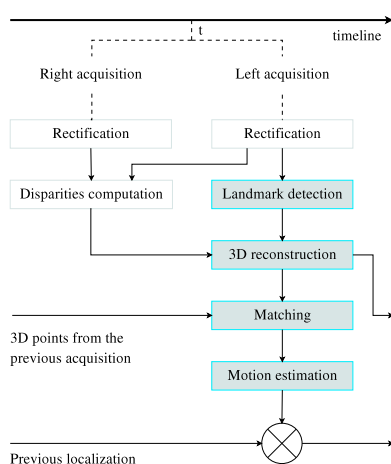 t
timeline
Right acquisition
Left acquisition
Rectification
Rectification
Disparities computation
Landmark detection
3D reconstruction
Matching
3D points from the
previous acquisition
Motion estimation
Previous localization